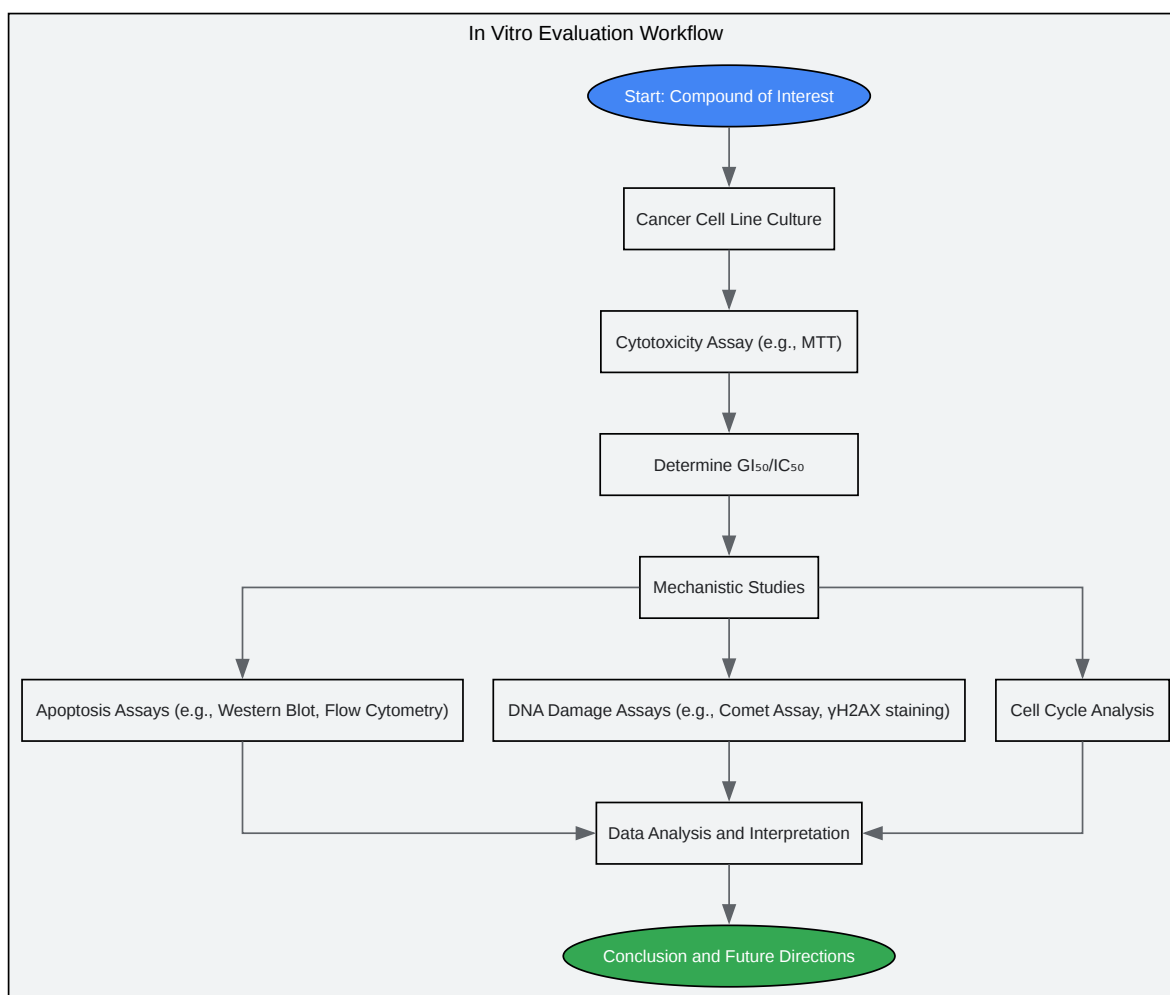 In Vitro Evaluation Workflow
Start: Compound of Interest
Cancer Cell Line Culture
Cytotoxicity Assay (e.g., MTT)
Determine GI₅₀/IC₅₀
Mechanistic Studies
Apoptosis Assays (e.g., Western Blot, Flow Cytometry)
DNA Damage Assays (e.g., Comet Assay, γH2AX staining)
Cell Cycle Analysis
Data Analysis and Interpretation
Conclusion and Future Directions